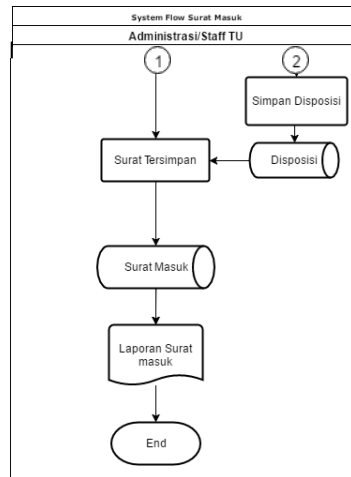 System Flow Surat Masuk
Administrasi/Staff TU
1
2
Simpan Disposisi
Surat Tersimpan
Disposisi
Surat Masuk
Laporan Surat
masuk
End